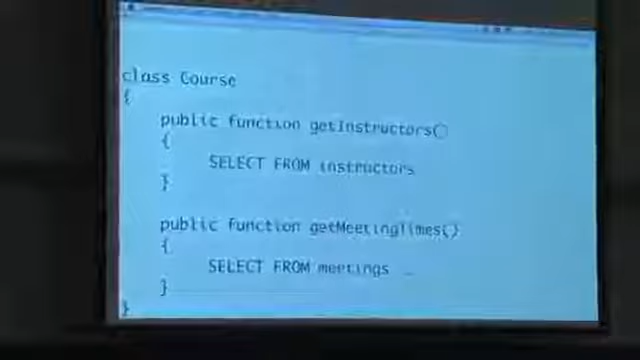 class Course
{
public function getInstructors()
{
SELECT FROM instructors
}
public function getMeetingTimes()
{
SELECT FROM meetings
}
}